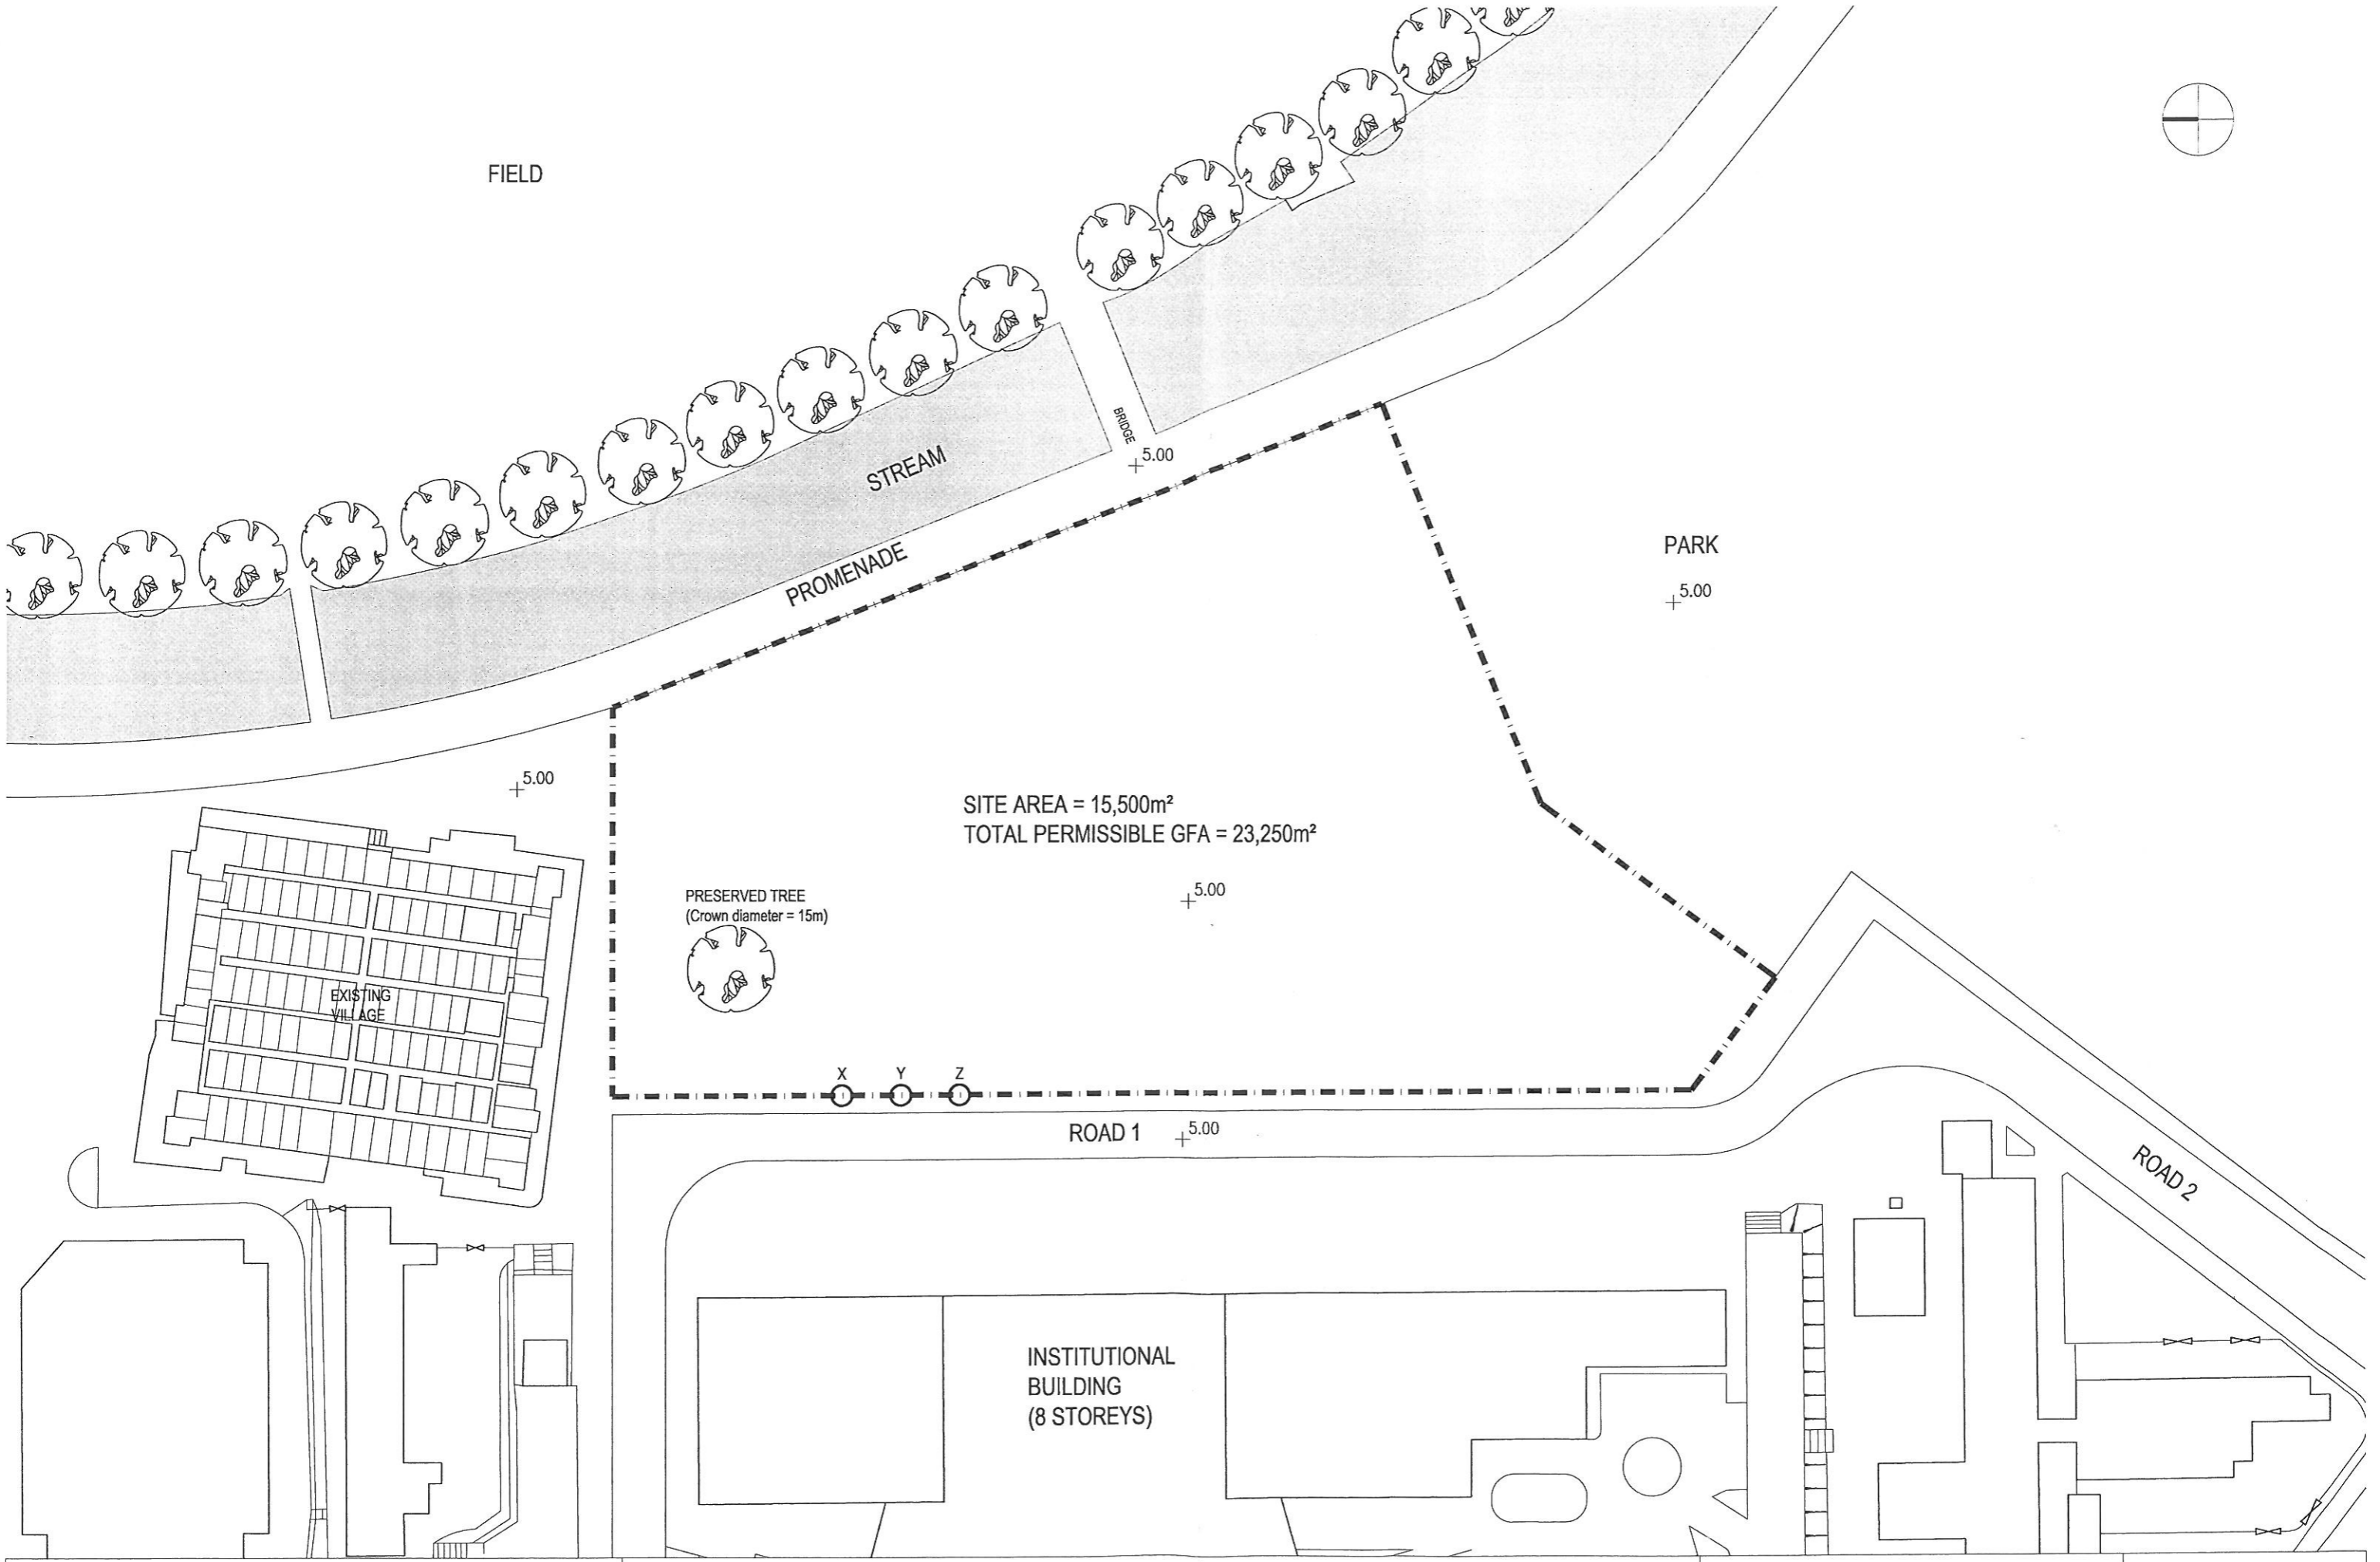 FIELD
BRIDGE
5.00
STREAM
PROMENADE
PARK
5.00
5.00
SITE AREA = 15,500m²
TOTAL PERMISSIBLE GFA = 23,250m²
5.00
PRESERVED TREE
(Crown diameter = 15m)
EXISTING
VILLAGE
X Y Z
ROAD 1
5.00
ROAD 2
INSTITUTIONAL
BUILDING
(8 STOREYS)